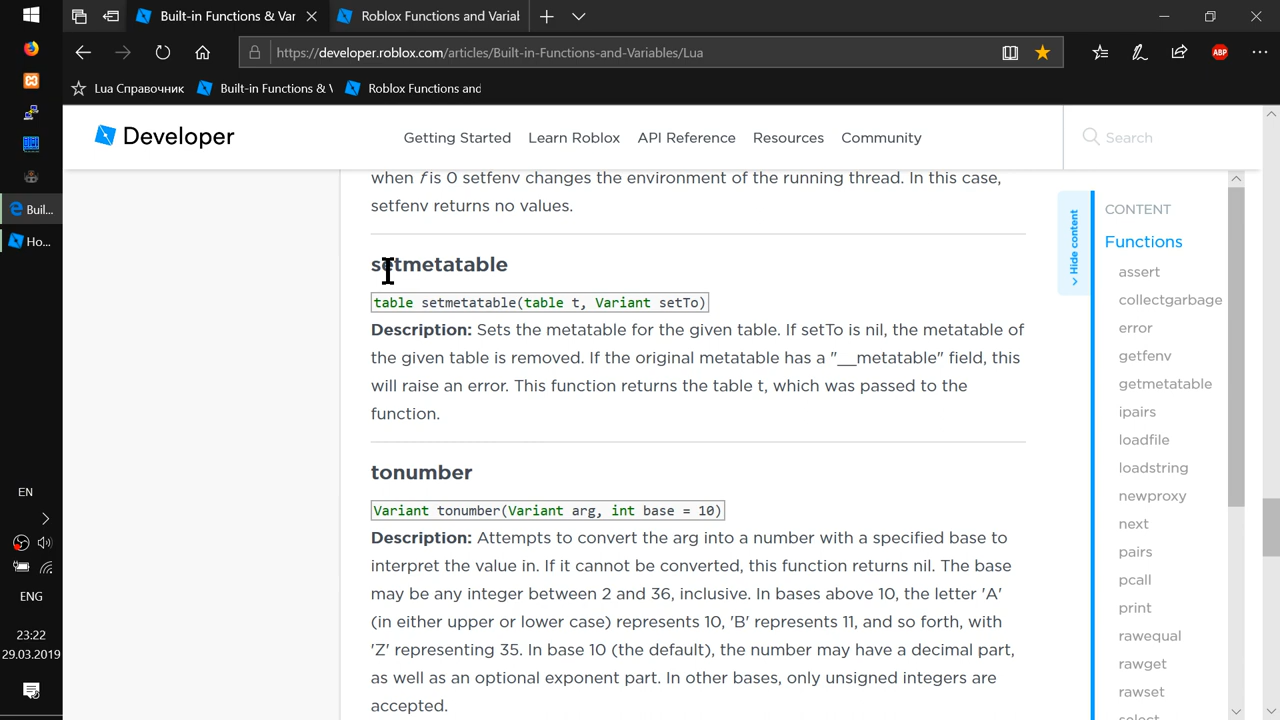 Built-in Functions & Var
Roblox Functions and Variab
https://developer.roblox.com/articles/Built-in-Functions-and-Variables/Lua
ABP
Lua Справочник
Built-in Functions & V
Roblox Functions and
Developer
Getting Started
Learn Roblox
API Reference
Resources
Community
Search
when f is 0 setfenv changes the environment of the running thread. In this case,
setfenv returns no values.
setmetatable
table setmetatable(table t, Variant setTo)
Description: Sets the metatable for the given table. If setTo is nil, the metatable of
the given table is removed. If the original metatable has a "__metatable" field, this
will raise an error. This function returns the table t, which was passed to the
function.
tonumber
Variant tonumber(Variant arg, int base = 10)
Description: Attempts to convert the arg into a number with a specified base to
interpret the value in. If it cannot be converted, this function returns nil. The base
may be any integer between 2 and 36, inclusive. In bases above 10, the letter 'A'
(in either upper or lower case) represents 10, 'B' represents 11, and so forth, with
'Z' representing 35. In base 10 (the default), the number may have a decimal part,
as well as an optional exponent part. In other bases, only unsigned integers are
accepted.
Hide content
CONTENT
Functions
assert
collectgarbage
error
getfenv
getmetatable
ipairs
loadfile
loadstring
newproxy
next
pairs
pcall
print
rawequal
rawget
rawset
select
Buil...
Ho...
EN
ENG
23:22
29.03.2019